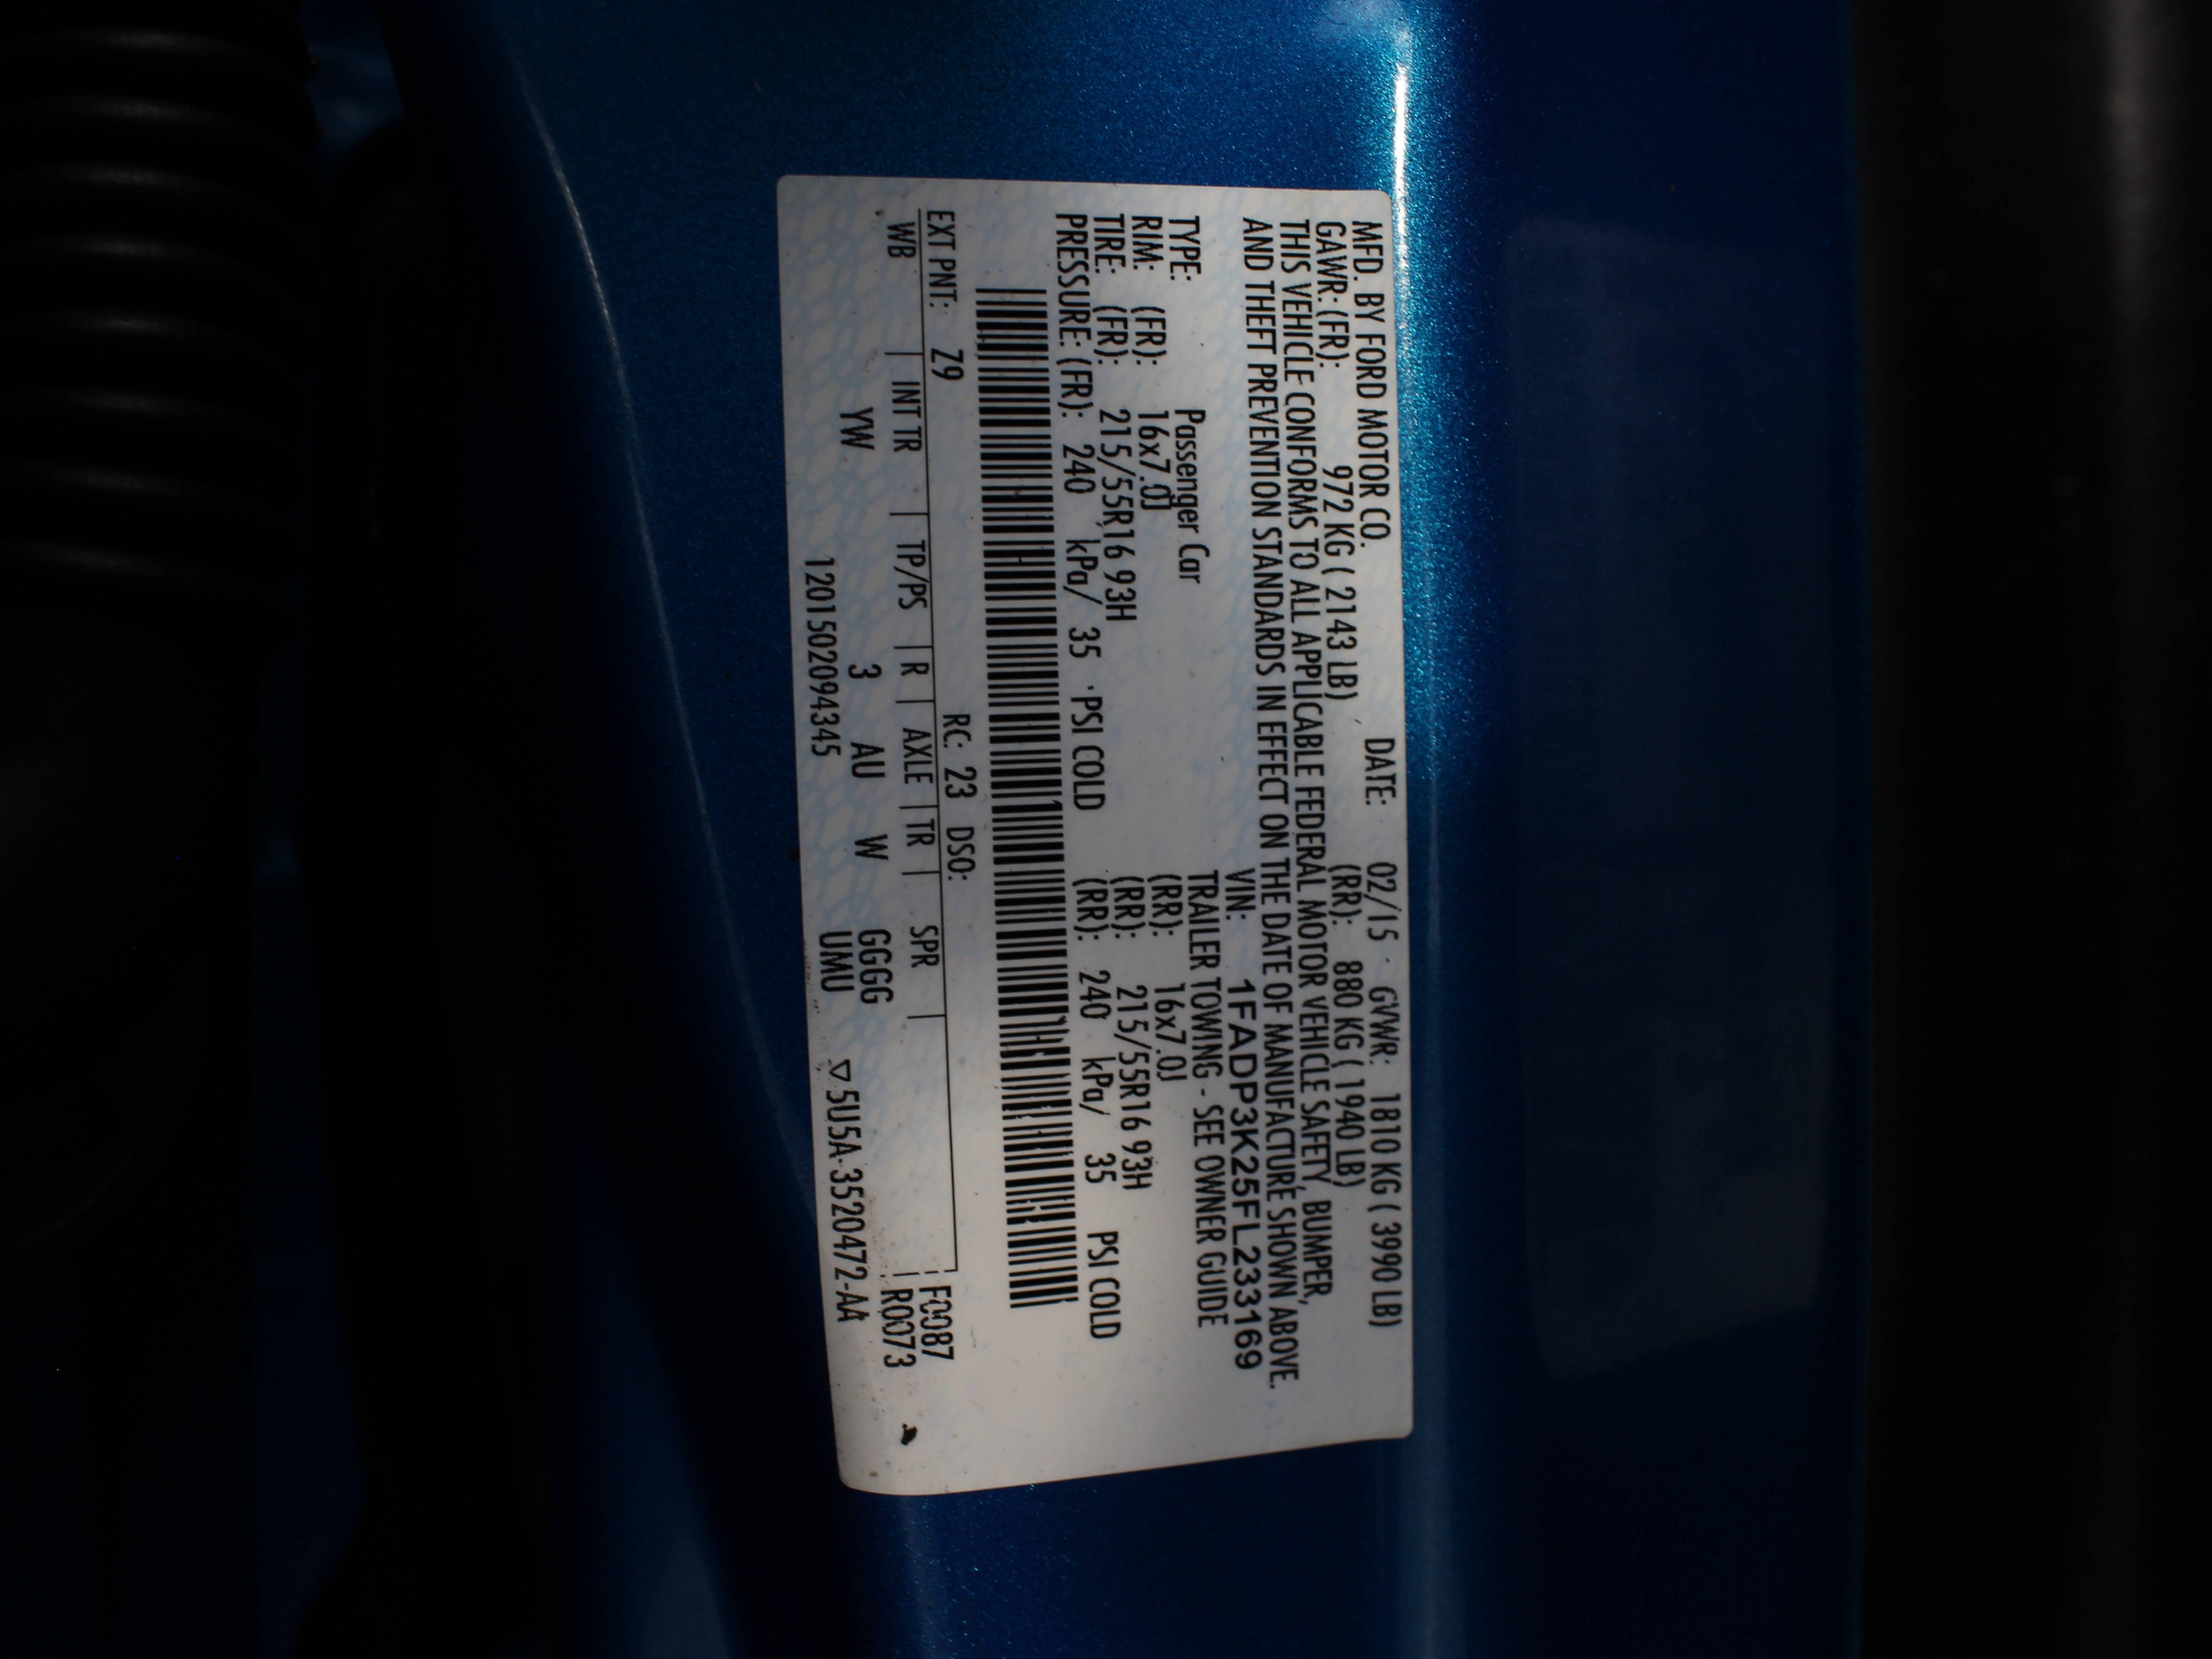 MFD. BY FORD MOTOR CO. DATE: 02/15 GVWR: 1810 KG ( 3990 LB)
GAWR: (FR): 972 KG ( 2143 LB) (RR): 880 KG ( 1940 LB)
THIS VEHICLE CONFORMS TO ALL APPLICABLE FEDERAL MOTOR VEHICLE SAFETY, BUMPER,
AND THEFT PREVENTION STANDARDS IN EFFECT ON THE DATE OF MANUFACTURE SHOWN ABOVE.
VIN: 1FADP3K25FL233169
TYPE: Passenger Car TRAILER TOWING - SEE OWNER GUIDE
RIM: (FR): 16x7.0J (RR): 16x7.0J
TIRE: (FR): 215/55R16 93H (RR): 215/55R16 93H
PRESSURE: (FR): 240 kPa/ 35 PSI COLD (RR): 240 kPa/ 35 PSI COLD
EXT PNT: Z9 RC: 23 DSO: F0087
WB | INT TR | TP/PS | R | AXLE | TR | SPR | R0073
YW 3 AU W GGGG
12015020 94345 UMU ▽5U5A-3520472-AA